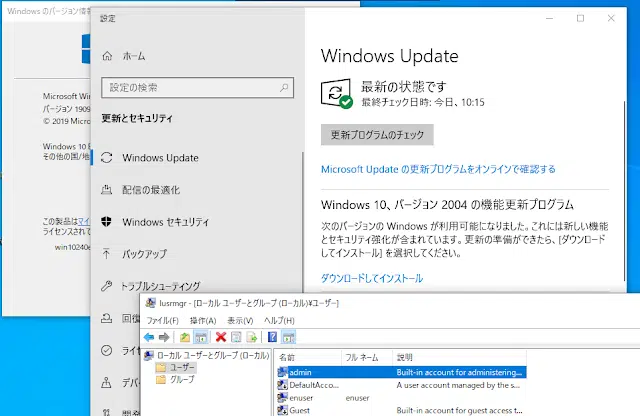 Windows のバージョン情報
Microsoft Win
バージョン 1909
© 2019 Micro
Windows 10 E
その他の国/地
この製品はマイ
ライセンスされて
win10240e
設定
ホーム
設定の検索
更新とセキュリティ
Windows Update
配信の最適化
Windows セキュリティ
バックアップ
トラブルシューティング
回復
ライセ
デバ
Wind
Windows Update
最新の状態です
最終チェック日時: 今日、10:15
更新プログラムのチェック
Microsoft Update の更新プログラムをオンラインで確認する
Windows 10、バージョン 2004 の機能更新プログラム
次のバージョンの Windows が利用可能になりました。これには新しい機能
とセキュリティ強化が含まれています。更新の準備ができたら、[ダウンロード
してインストール] を選択してください。
ダウンロードしてインストール
lusrmgr - [ローカル ユーザーとグループ (ローカル)¥ユーザー]
ファイル(F) 操作(A) 表示(V) ヘルプ(H)
ローカル ユーザーとグループ (ローカル)
ユーザー
グループ
名前 フル ネーム 説明
admin Built-in account for administering...
DefaultAcco... A user account managed by the s...
enuser enuser
Guest Built-in account for guest access t...